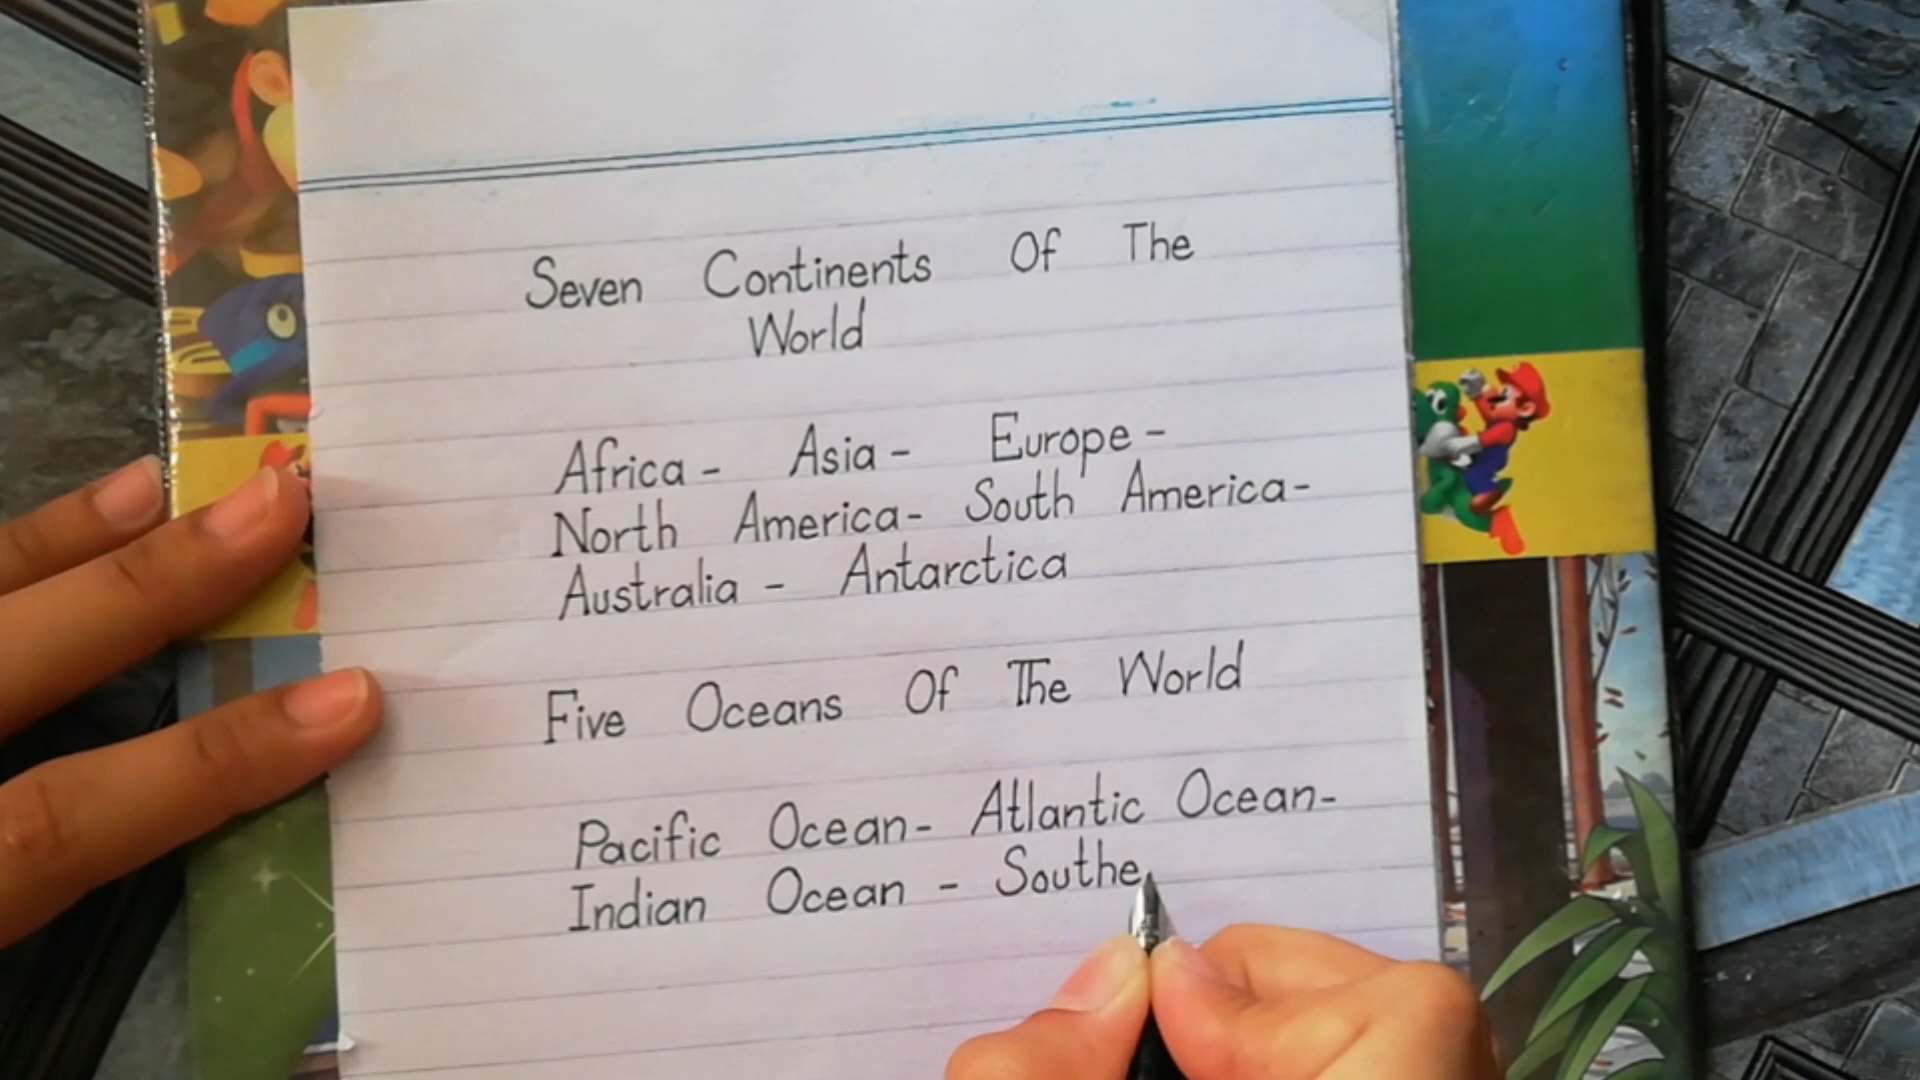 Seven Continents Of The
World
Africa - Asia - Europe -
North America - South America -
Australia - Antarctica
Five Oceans Of The World
Pacific Ocean - Atlantic Ocean -
Indian Ocean - Southe